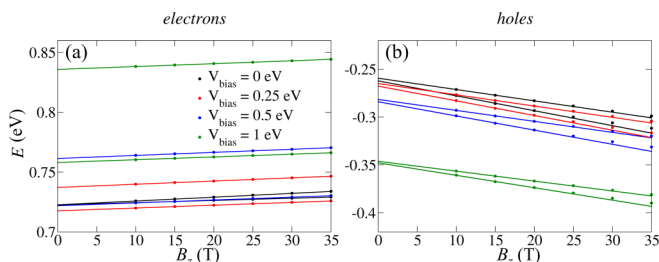 electrons
holes
(a)
(b)
E (eV)
0.85
0.8
0.75
0.7
V_bias = 0 eV
V_bias = 0.25 eV
V_bias = 0.5 eV
V_bias = 1 eV
0 5 10 15 20 25 30 35
B_z (T)
-0.25
-0.3
-0.35
-0.4
0 5 10 15 20 25 30 35
B_z (T)